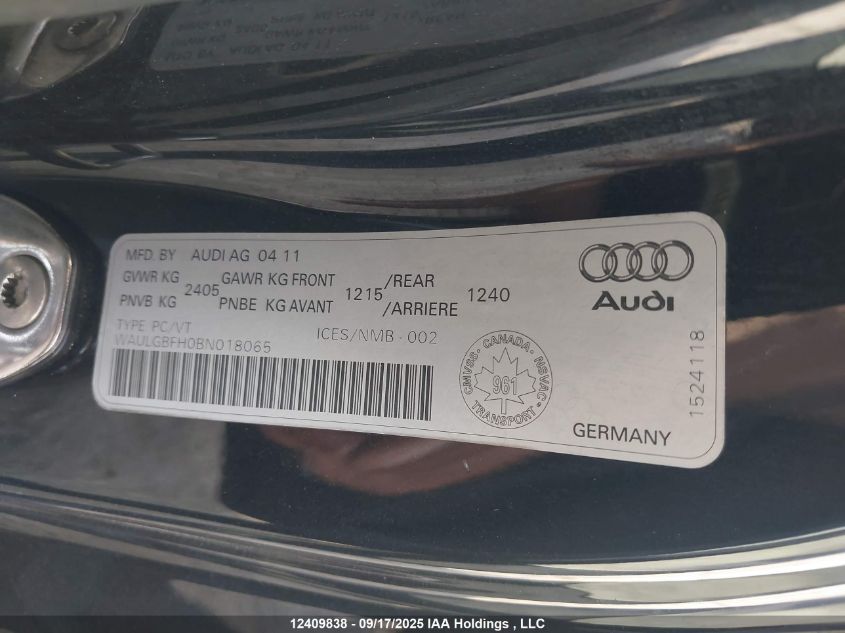 MFD. BY AUDI AG 04 11
GVWR KG 2405 GAWR KG FRONT 1215 /REAR 1240
PNVB KG PNBE KG AVANT /ARRIERE
TYPE PC/VT ICES/NMB-002
WAULGBFH0BN018065
Audi
CMVSS · CANADA · NSVAC
961
TRANSPORT
GERMANY
1524118
12409838 - 09/17/2025 IAA Holdings, LLC